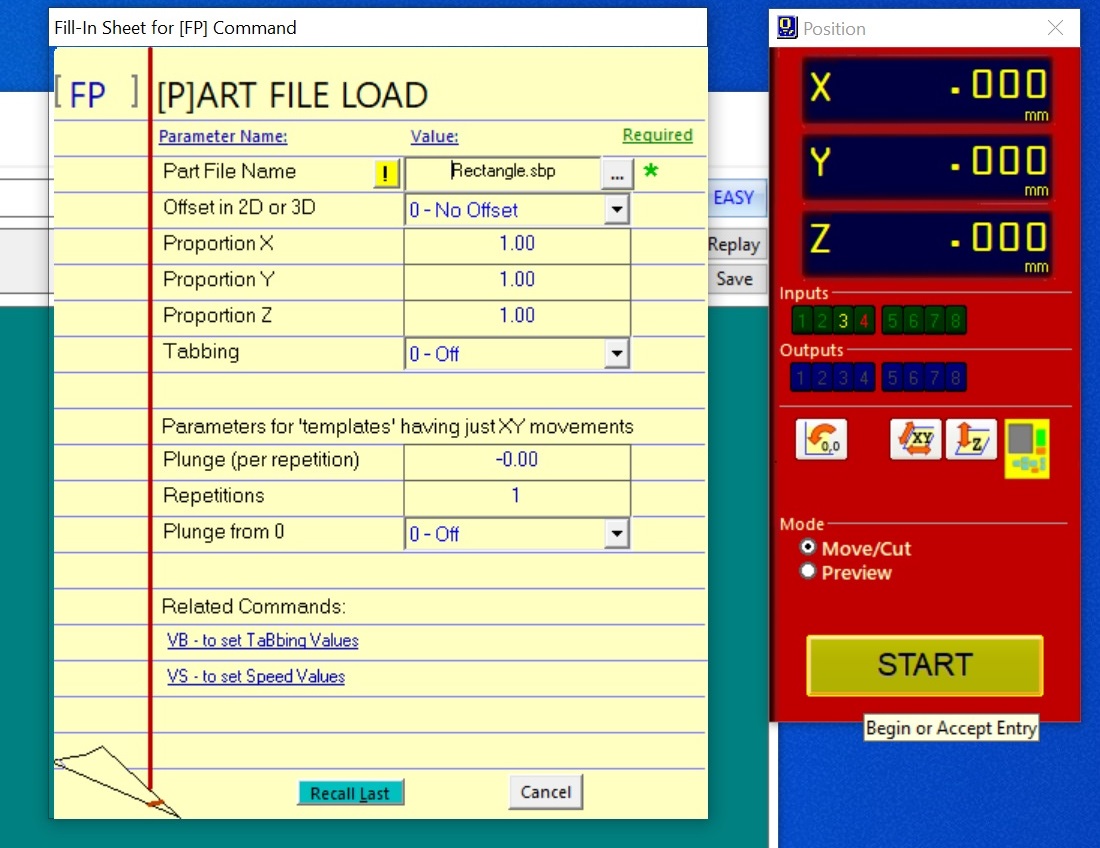 Fill-In Sheet for [FP] Command
[ FP ] [P]ART FILE LOAD
Parameter Name: Value: Required
Part File Name ! Rectangle.sbp ... *
Offset in 2D or 3D 0 - No Offset
Proportion X 1.00
Proportion Y 1.00
Proportion Z 1.00
Tabbing 0 - Off
Parameters for 'templates' having just XY movements
Plunge (per repetition) -0.00
Repetitions 1
Plunge from 0 0 - Off
Related Commands:
VB - to set TaBbing Values
VS - to set Speed Values
Recall Last Cancel
EASY
Replay
Save
Position
X .000
mm
Y .000
mm
Z .000
mm
Inputs
1 2 3 4 5 6 7 8
Outputs
1 2 3 4 5 6 7 8
0,0 XY Z
Mode
Move/Cut
Preview
START
Begin or Accept Entry